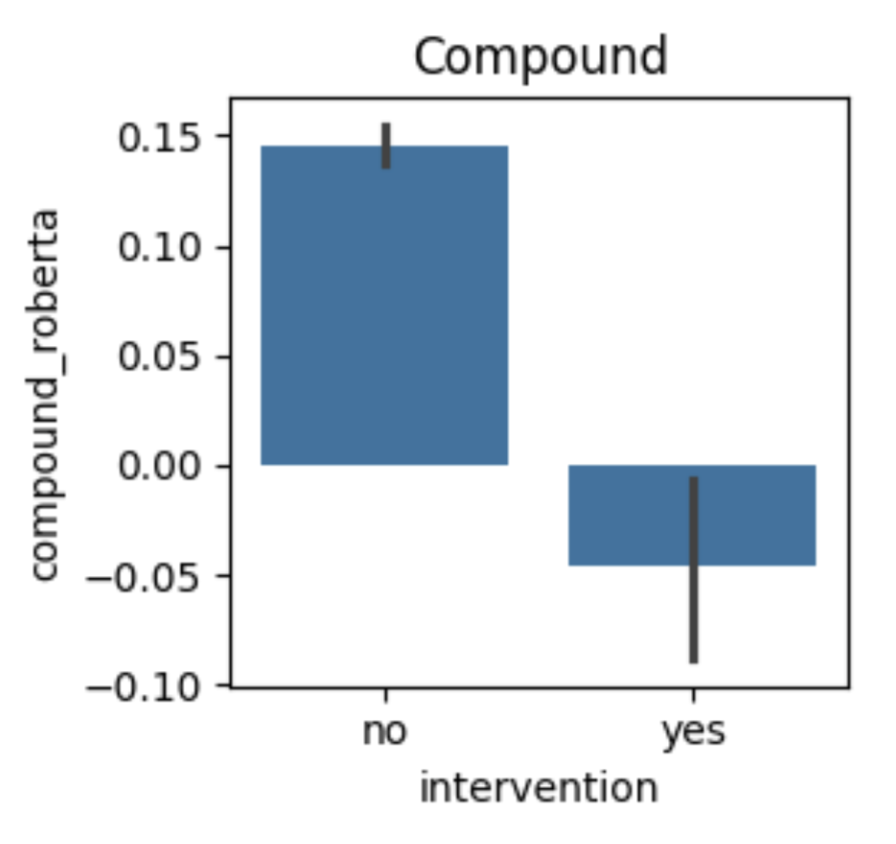 Compound
compound_roberta
0.15
0.10
0.05
0.00
−0.05
−0.10
no yes
intervention